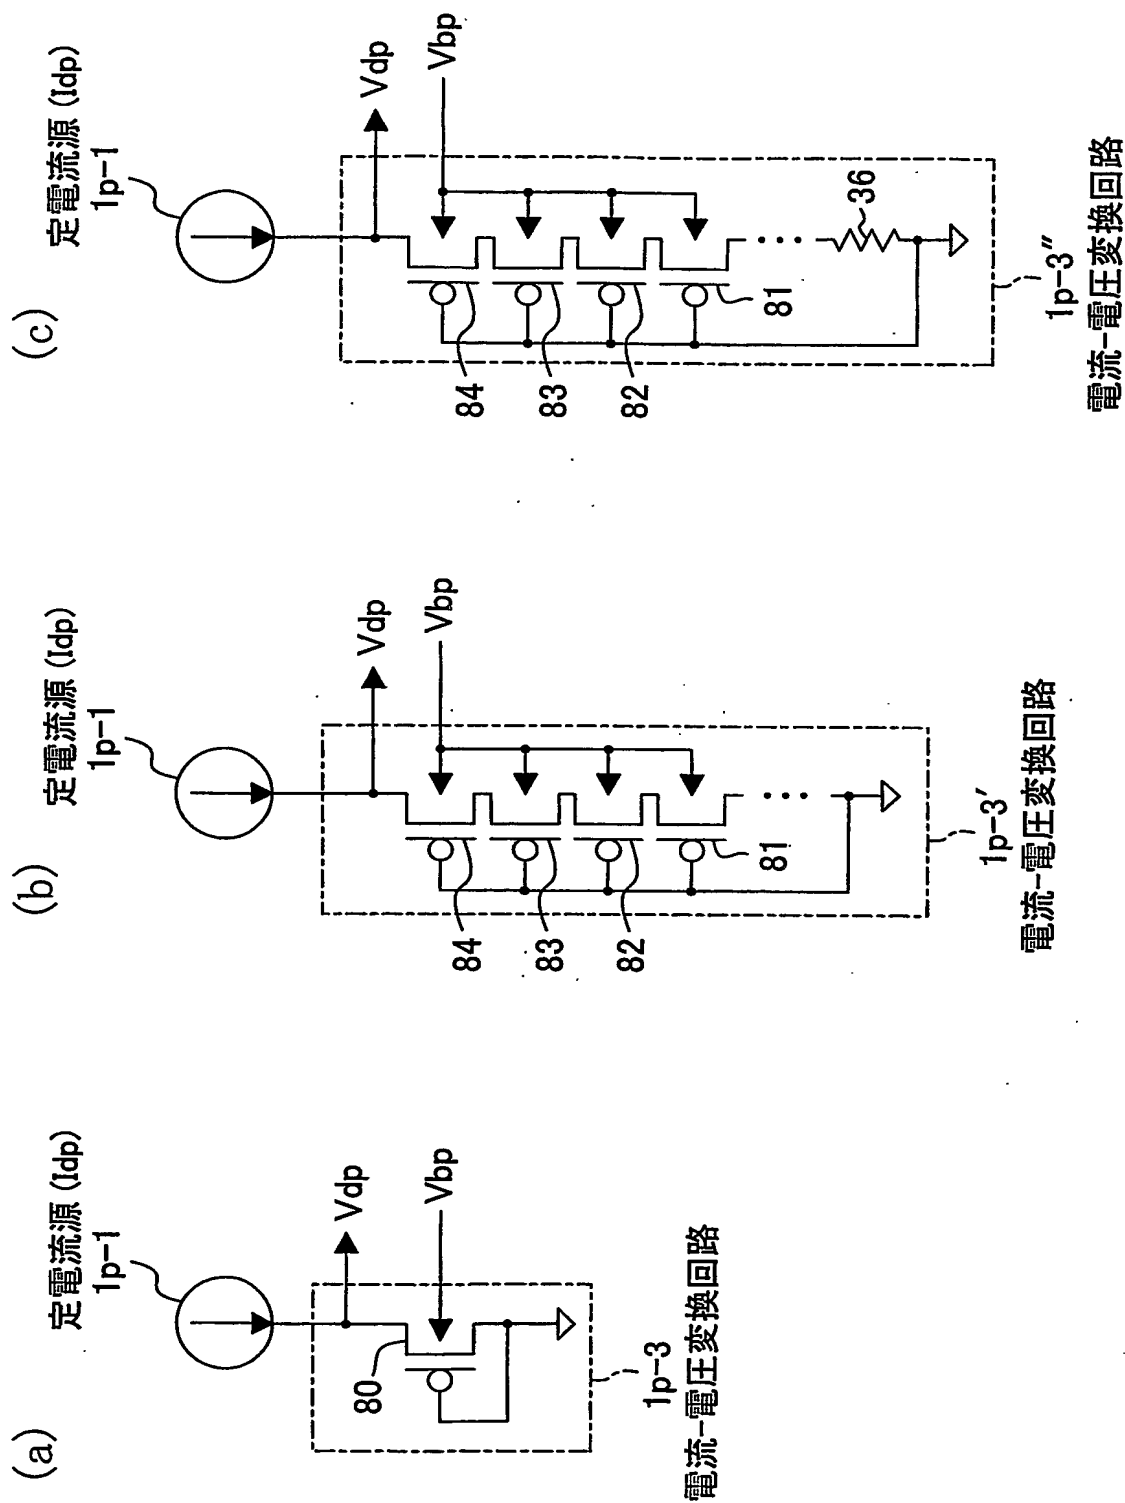 (a)
定電流源 (Idp)
1p-1
Vdp
Vbp
80
1p-3
電流-電圧変換回路
(b)
定電流源 (Idp)
1p-1
Vdp
Vbp
84
83
82
81
1p-3'
電流-電圧変換回路
(c)
定電流源 (Idp)
1p-1
Vdp
Vbp
84
83
82
81
36
1p-3"
電流-電圧変換回路